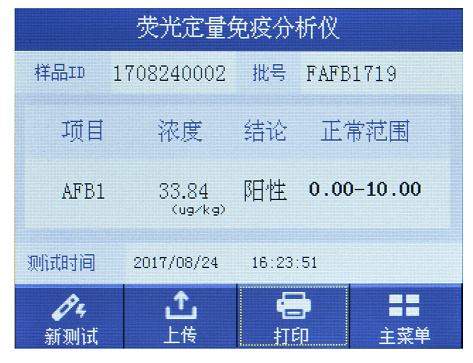 荧光定量免疫分析仪
样品ID 1708240002 批号 FAFB1719
项目 浓度 结论 正常范围
AFB1 33.84 阳性 0.00-10.00
(ug/kg)
测试时间 2017/08/24 16:23:51
新测试 上传 打印 主菜单